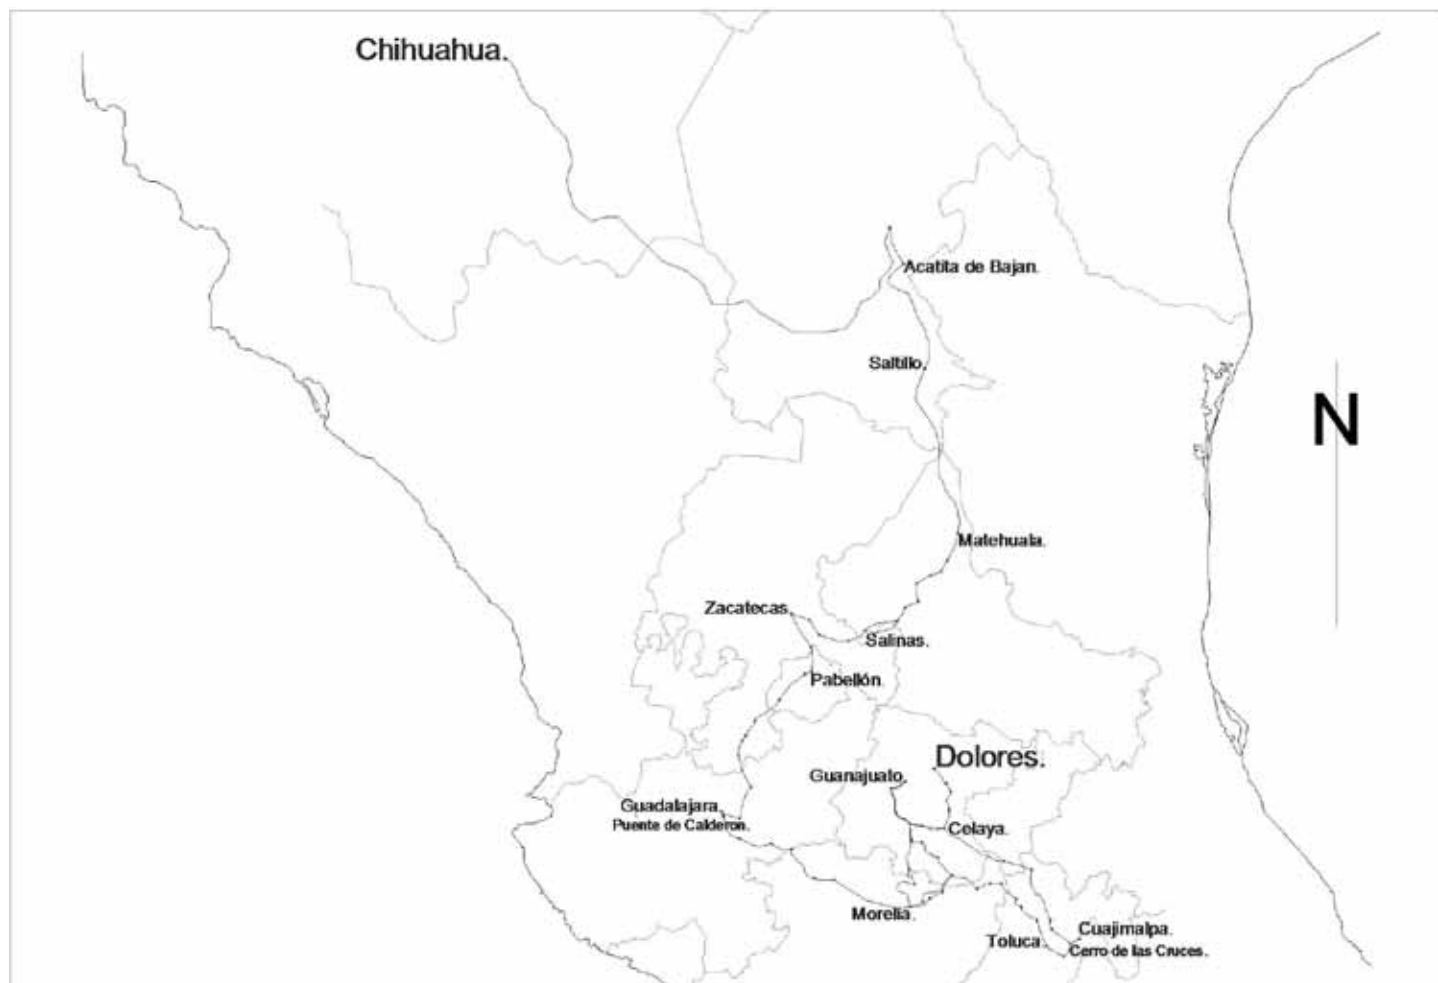 Chihuahua.
Acatita de Bajan.
Saltillo.
N
Matehuala.
Zacatecas.
Salinas.
Pabellón.
Dolores.
Guanajuato.
Guadalajara.
Puente de Calderon.
Celaya.
Morelia.
Cuajimalpa.
Toluca.
Cerro de las Cruces.